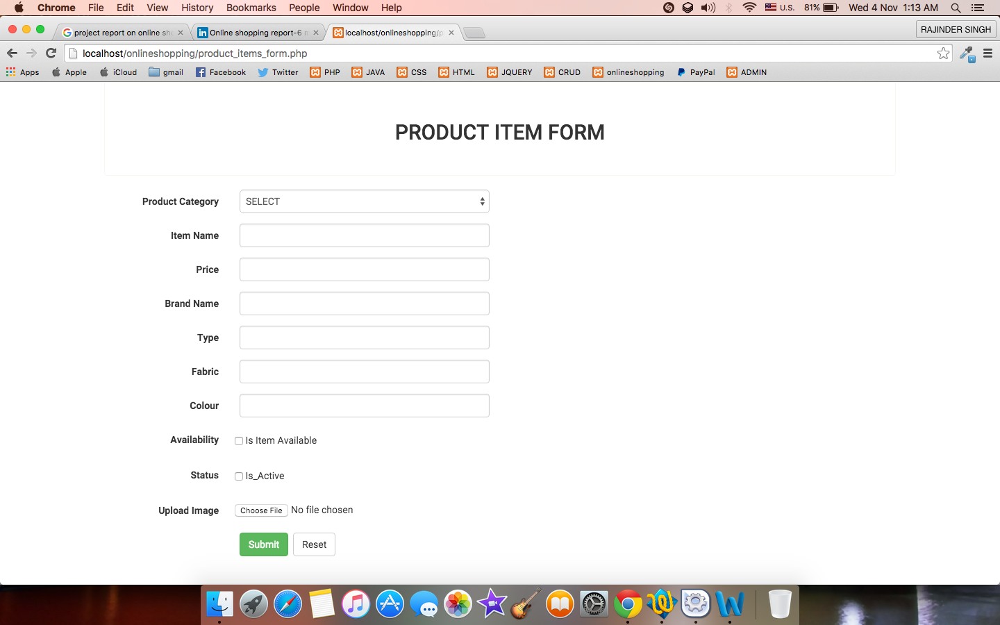 Chrome File Edit View History Bookmarks People Window Help U.S. 81% Wed 4 Nov 1:13 AM
project report on online sho Online shopping report-6 m localhost/onlineshopping/p RAJINDER SINGH
localhost/onlineshopping/product_items_form.php
Apps Apple iCloud gmail Facebook Twitter PHP JAVA CSS HTML JQUERY CRUD onlineshopping PayPal ADMIN
PRODUCT ITEM FORM
Product Category SELECT
Item Name
Price
Brand Name
Type
Fabric
Colour
Availability Is Item Available
Status Is_Active
Upload Image Choose File No file chosen
Submit Reset